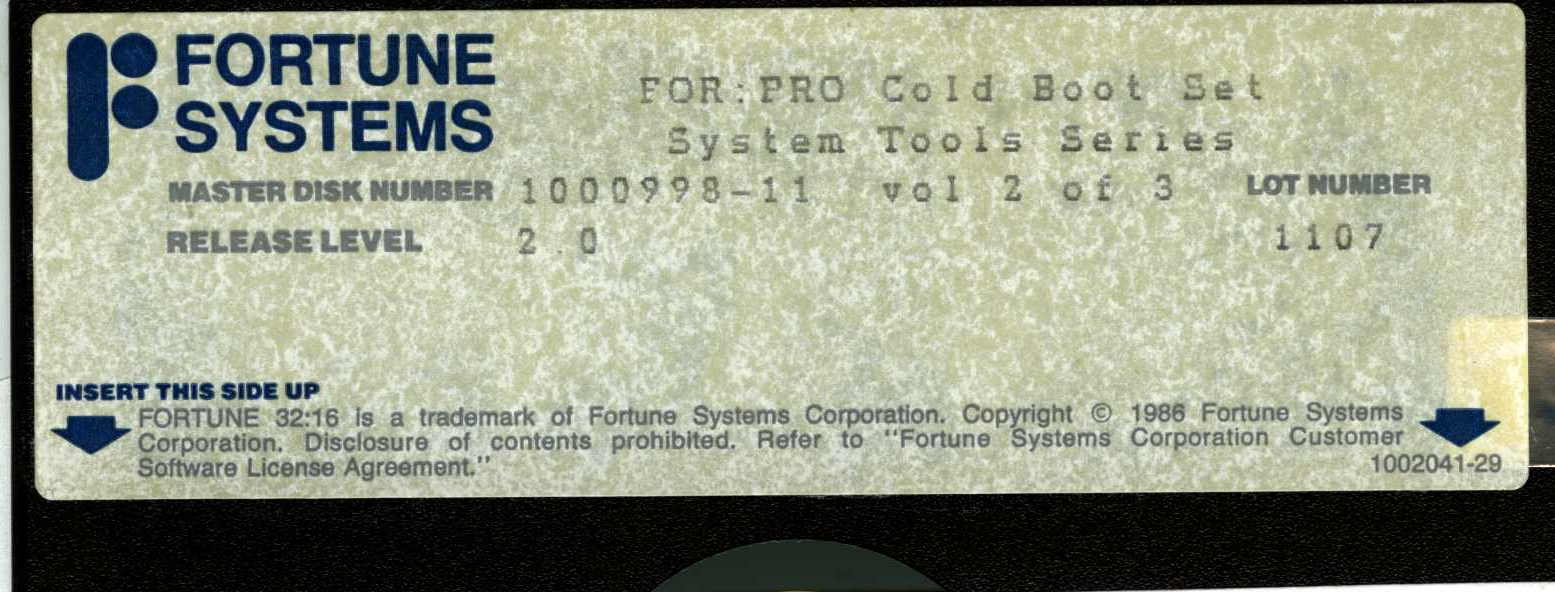 FORTUNE
SYSTEMS
FOR:PRO Cold Boot Set
System Tools Series
MASTER DISK NUMBER 1000998-11 vol 2 of 3 LOT NUMBER
RELEASE LEVEL 2.0 1107
INSERT THIS SIDE UP
FORTUNE 32:16 is a trademark of Fortune Systems Corporation. Copyright © 1986 Fortune Systems
Corporation. Disclosure of contents prohibited. Refer to "Fortune Systems Corporation Customer
Software License Agreement."
1002041-29